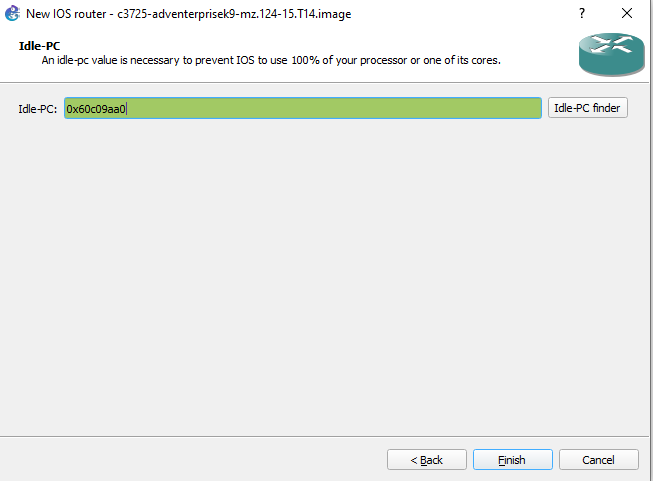 New IOS router - c3725-adventerprisek9-mz.124-15.T14.image
?
Idle-PC
An idle-pc value is necessary to prevent IOS to use 100% of your processor or one of its cores.
Idle-PC: 0x60c09aa0 Idle-PC finder
< Back Finish Cancel